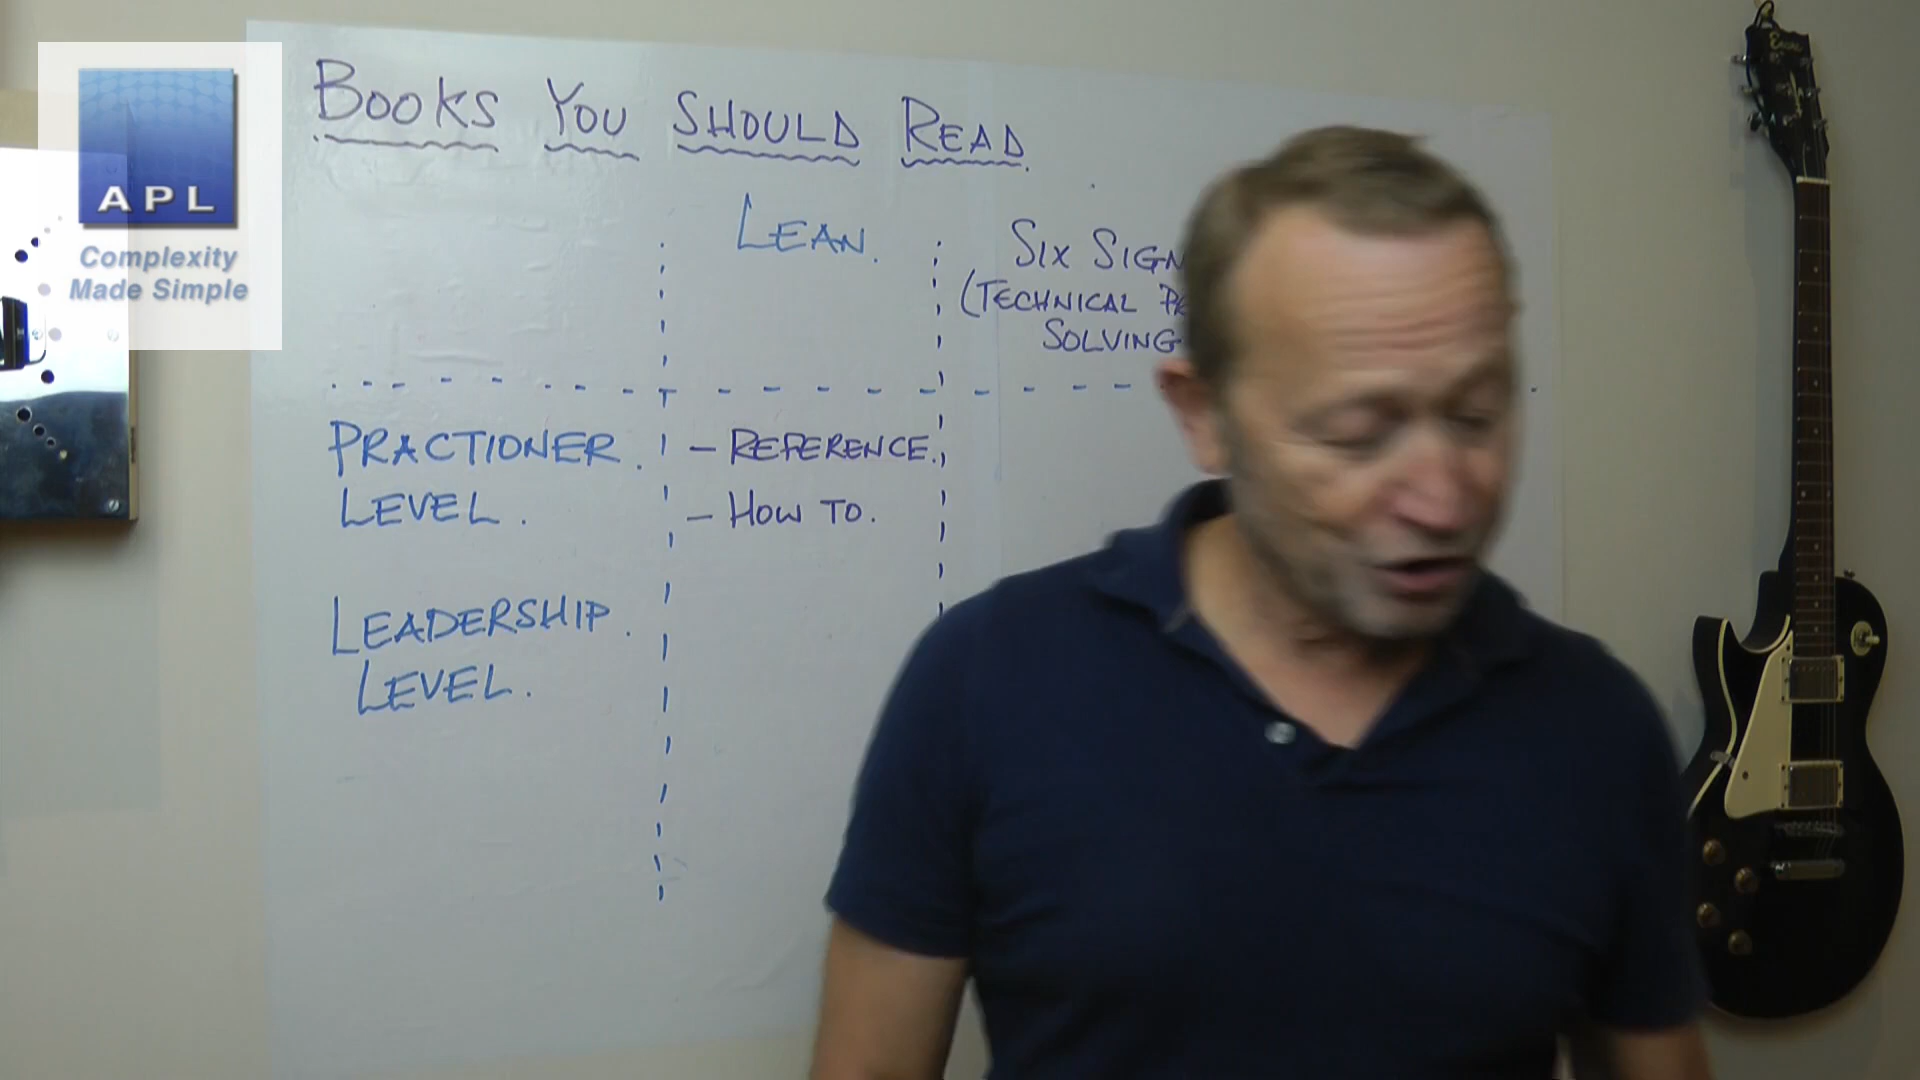 APL
Complexity
Made Simple
BOOKS YOU SHOULD READ.
LEAN.
SIX
(TECHNICAL
SOLVING
PRACTIONER.
LEVEL.
- REFERENCE.
- HOW TO.
LEADERSHIP.
LEVEL.